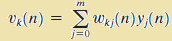 v_k(n) = \sum_{j=0}^{m} w_{kj}(n) y_j(n)